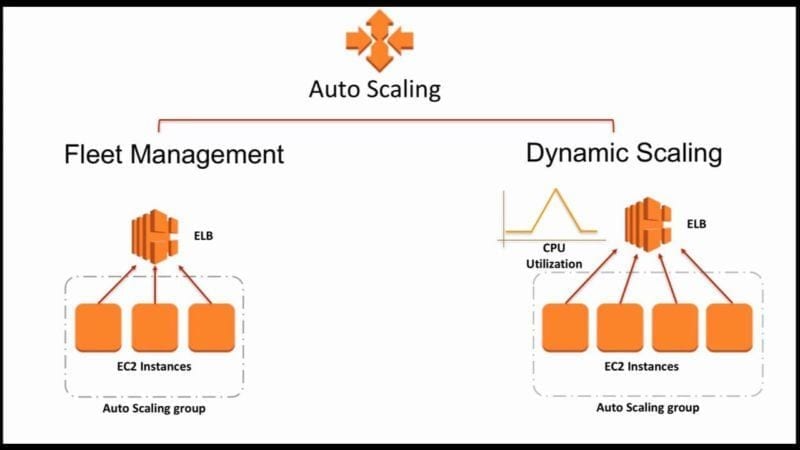 Auto Scaling
Fleet Management
ELB
EC2 Instances
Auto Scaling group
Dynamic Scaling
CPU
Utilization
ELB
EC2 Instances
Auto Scaling group